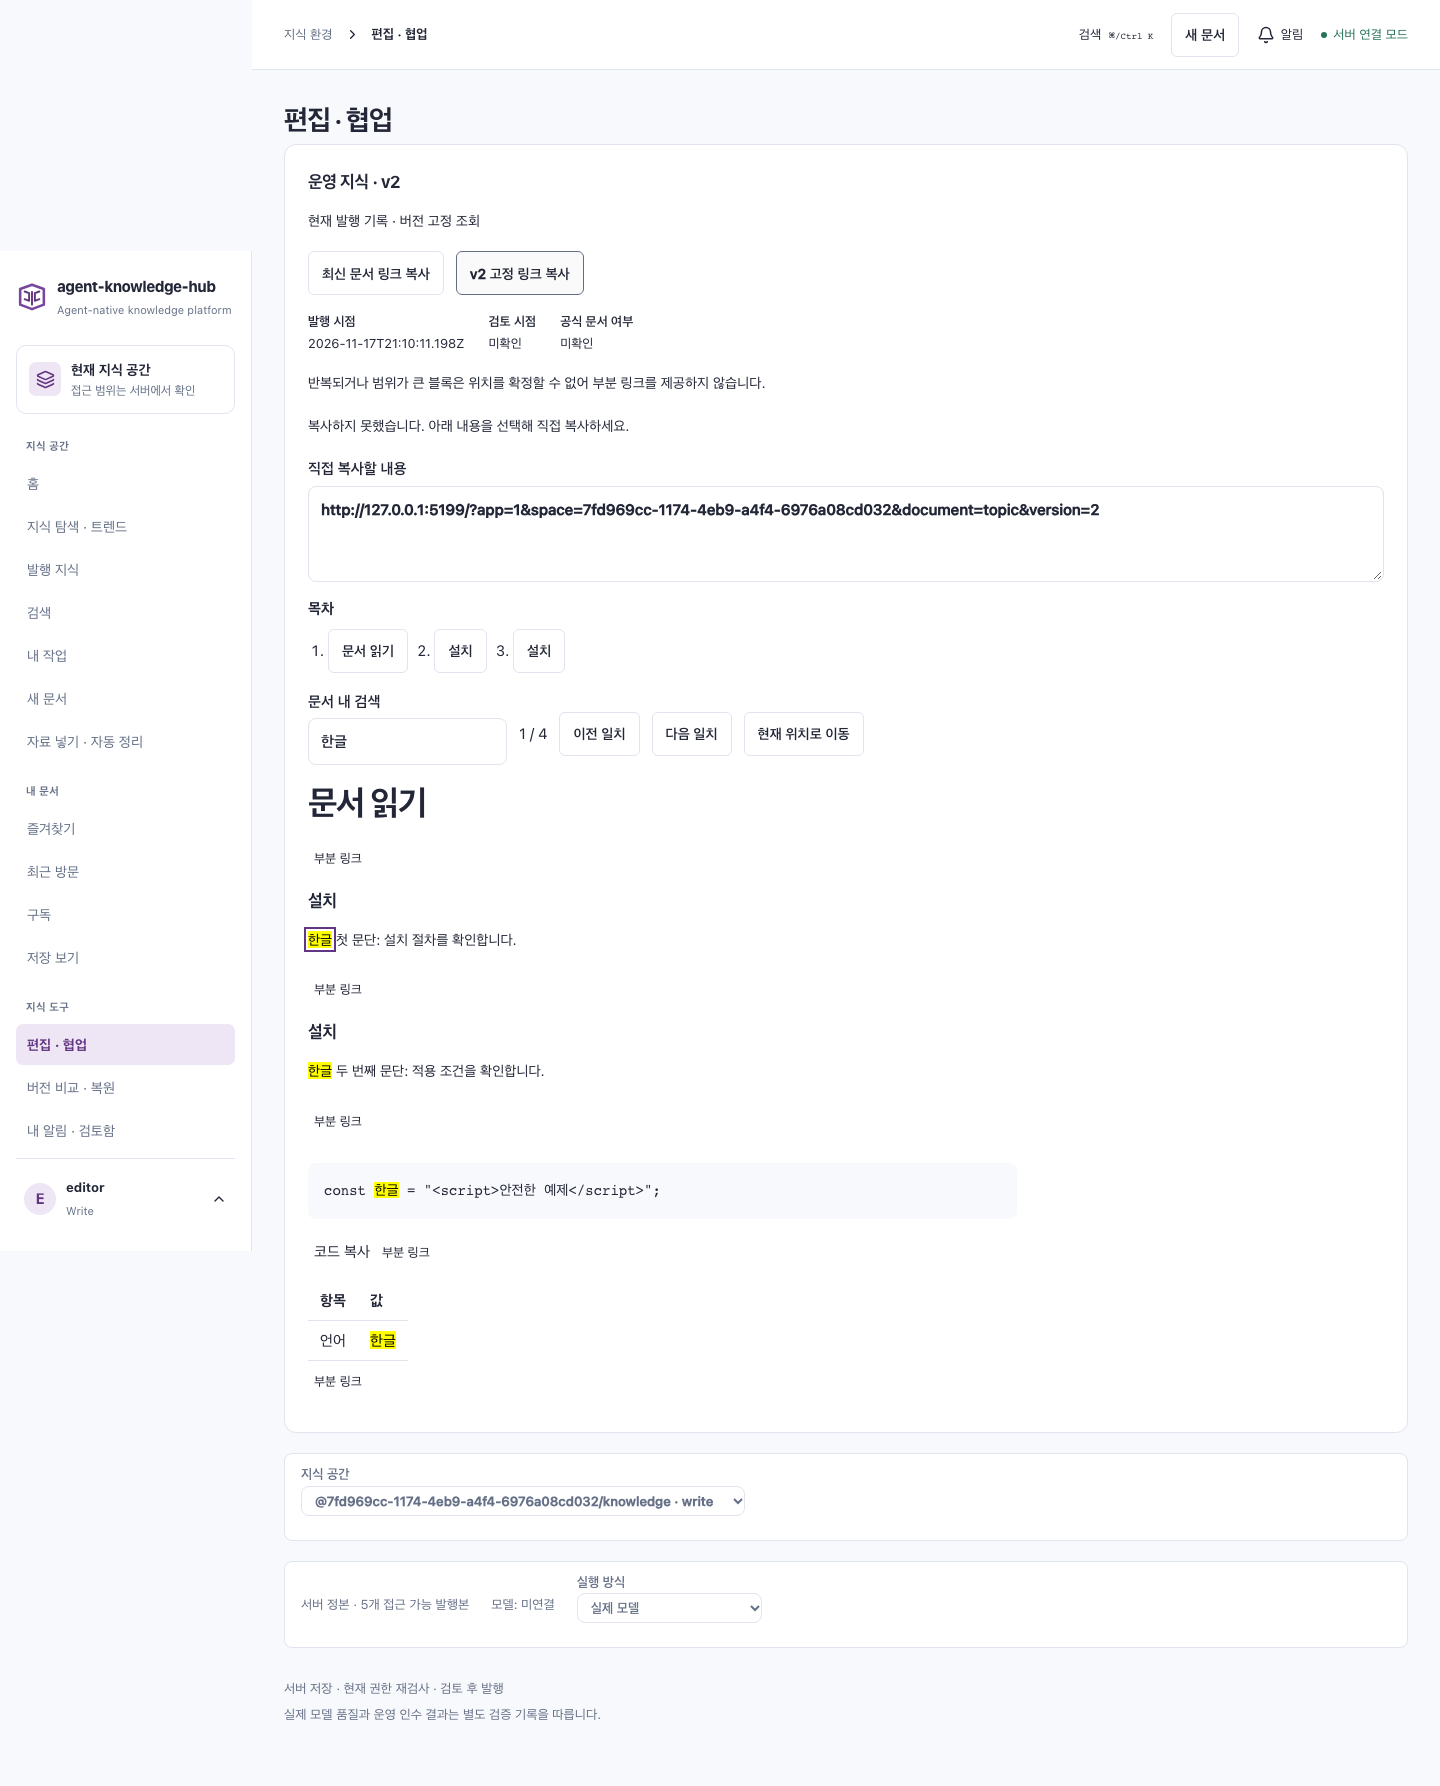 지식 환경
편집 · 협업
검색 ⌘/Ctrl K
새 문서
알림
서버 연결 모드
agent-knowledge-hub
Agent-native knowledge platform
현재 지식 공간
접근 범위는 서버에서 확인
지식 공간
홈
지식 탐색 · 트렌드
발행 지식
검색
내 작업
새 문서
자료 넣기 · 자동 정리
내 문서
즐겨찾기
최근 방문
구독
저장 보기
지식 도구
편집 · 협업
버전 비교 · 복원
내 알림 · 검토함
E
editor
Write
편집 · 협업
운영 지식 · v2
현재 발행 기록 · 버전 고정 조회
최신 문서 링크 복사
v2 고정 링크 복사
발행 시점
2026-11-17T21:10:11.198Z
검토 시점
미확인
공식 문서 여부
미확인
반복되거나 범위가 큰 블록은 위치를 확정할 수 없어 부분 링크를 제공하지 않습니다.
복사하지 못했습니다. 아래 내용을 선택해 직접 복사하세요.
직접 복사할 내용
http://127.0.0.1:5199/?app=1&space=7fd969cc-1174-4eb9-a4f4-6976a08cd032&document=topic&version=2
목차
1. 문서 읽기
2. 설치
3. 설치
문서 내 검색
한글
1 / 4
이전 일치
다음 일치
현재 위치로 이동
문서 읽기
부분 링크
설치
한글 첫 문단: 설치 절차를 확인합니다.
부분 링크
설치
한글 두 번째 문단: 적용 조건을 확인합니다.
부분 링크
const 한글 = "<script>안전한 예제</script>";
코드 복사 부분 링크
항목 값
언어 한글
부분 링크
지식 공간
@7fd969cc-1174-4eb9-a4f4-6976a08cd032/knowledge · write
서버 정본 · 5개 접근 가능 발행본
모델: 미연결
실행 방식
실제 모델
서버 저장 · 현재 권한 재검사 · 검토 후 발행
실제 모델 품질과 운영 인수 결과는 별도 검증 기록을 따릅니다.